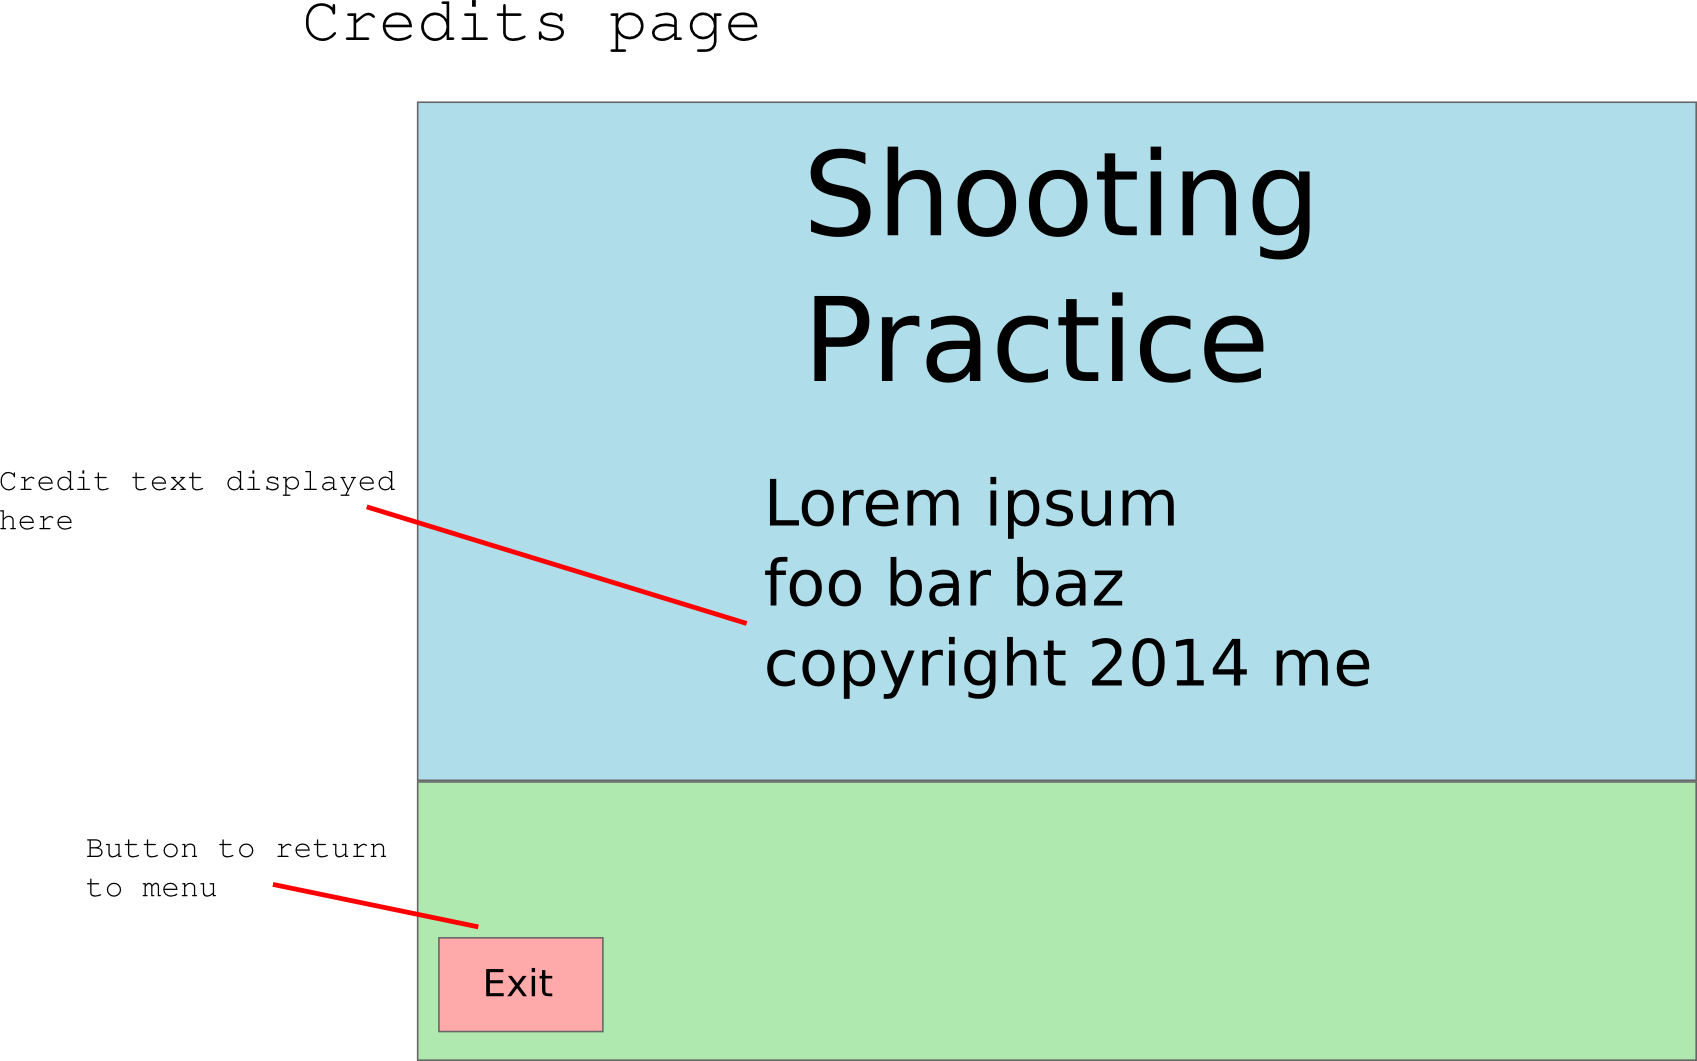 Credits page
Shooting
Practice
Credit text displayed
here
Lorem ipsum
foo bar baz
copyright 2014 me
Button to return
to menu
Exit